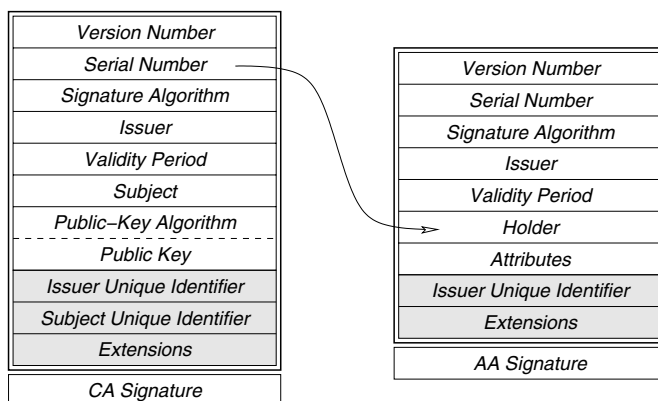 Version Number
Serial Number
Signature Algorithm
Issuer
Validity Period
Subject
Public–Key Algorithm
Public Key
Issuer Unique Identifier
Subject Unique Identifier
Extensions
CA Signature
Version Number
Serial Number
Signature Algorithm
Issuer
Validity Period
Holder
Attributes
Issuer Unique Identifier
Extensions
AA Signature